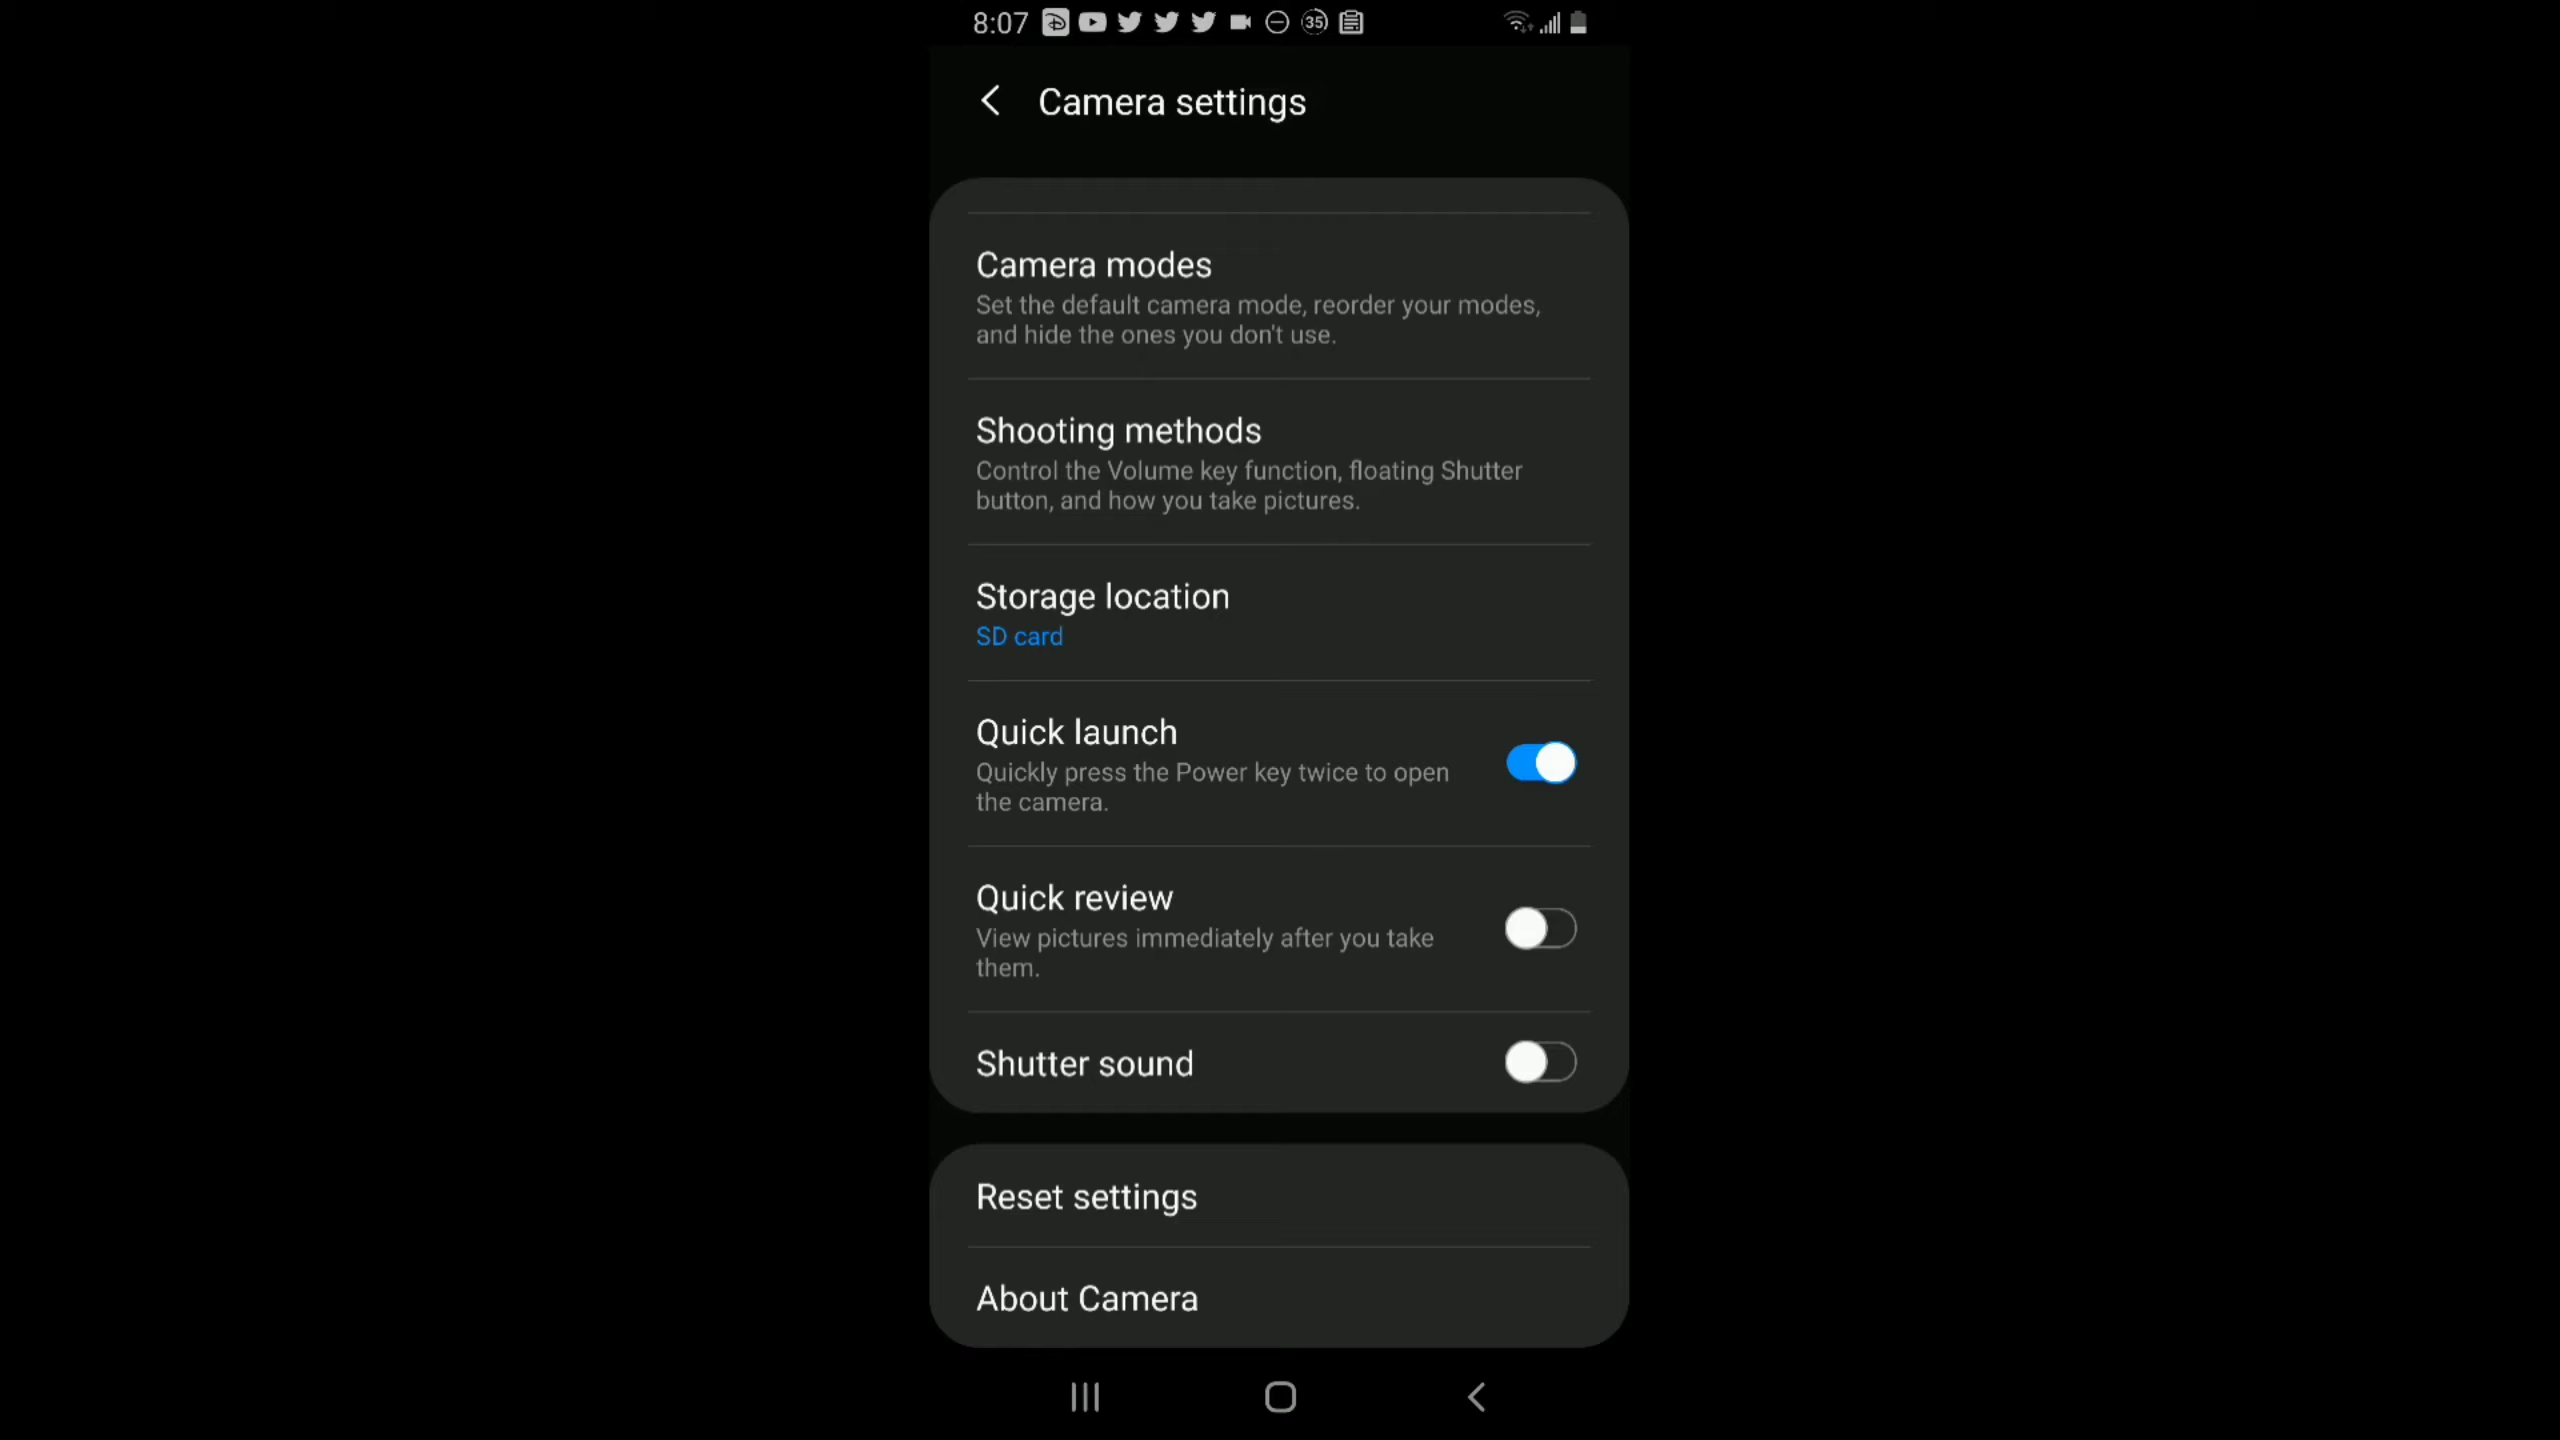 8:07 35
Camera settings
Camera modes
Set the default camera mode, reorder your modes,
and hide the ones you don't use.
Shooting methods
Control the Volume key function, floating Shutter
button, and how you take pictures.
Storage location
SD card
Quick launch
Quickly press the Power key twice to open
the camera.
Quick review
View pictures immediately after you take
them.
Shutter sound
Reset settings
About Camera